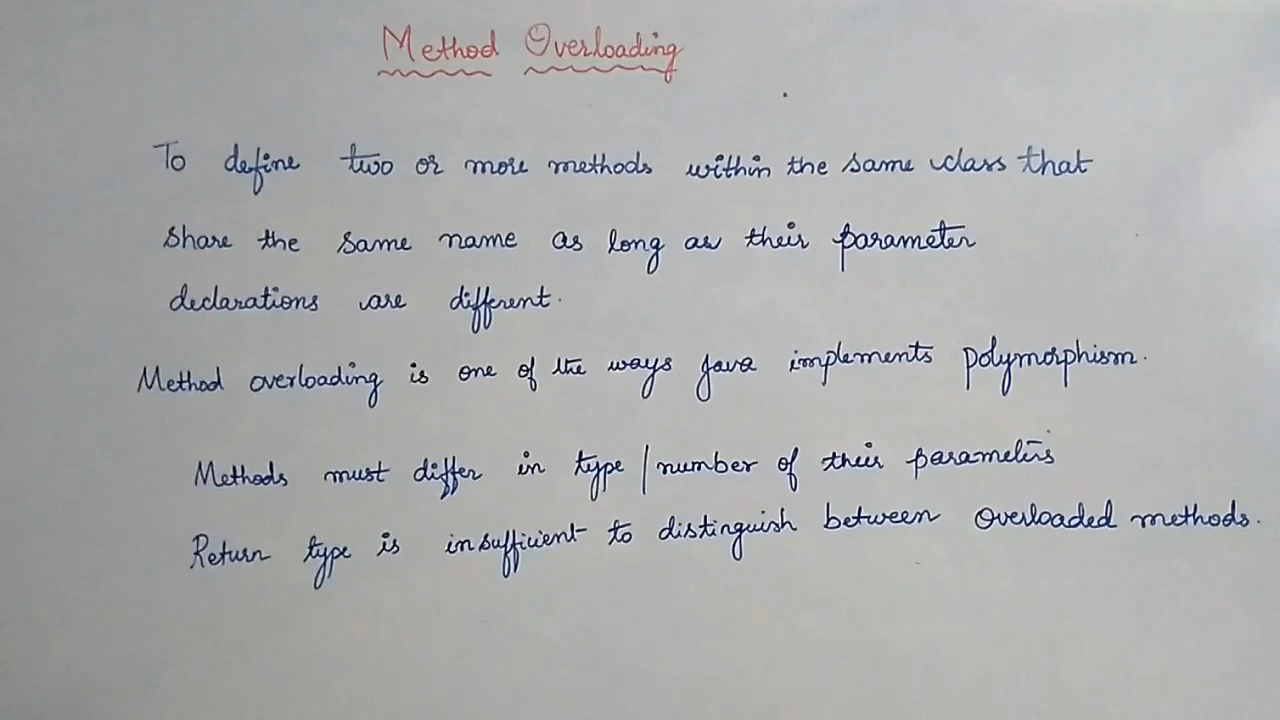 Method Overloading
To define two or more methods within the same class that
share the same name as long as their parameter
declarations are different.
Method overloading is one of the ways Java implements polymorphism.
Methods must differ in type / number of their parameters
Return type is insufficient to distinguish between overloaded methods.